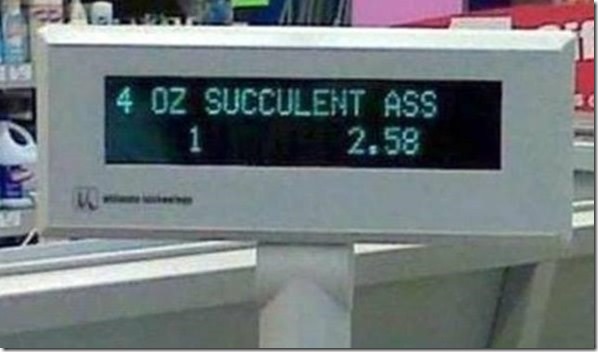 4 OZ SUCCULENT ASS
1 2.58